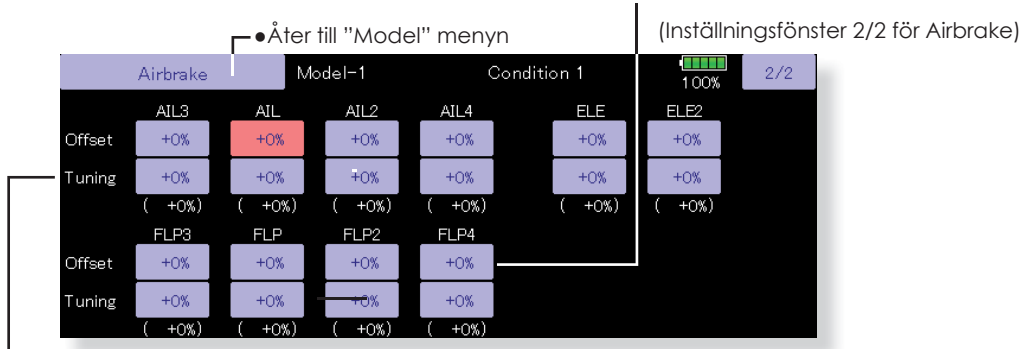 ●Åter till ”Model” menyn
(Inställningsfönster 2/2 för Airbrake)
Airbrake Model-1 Condition 1 100% 2/2
AIL3 AIL AIL2 AIL4 ELE ELE2
Offset +0% +0% +0% +0% +0% +0%
Tuning +0% +0% +0% +0% +0% +0%
( +0%) ( +0%) ( +0%) ( +0%) ( +0%) ( +0%)
FLP3 FLP FLP2 FLP4
Offset +0% +0% +0% +0%
Tuning +0% +0% +0% +0%
( +0%) ( +0%) ( +0%) ( +0%)